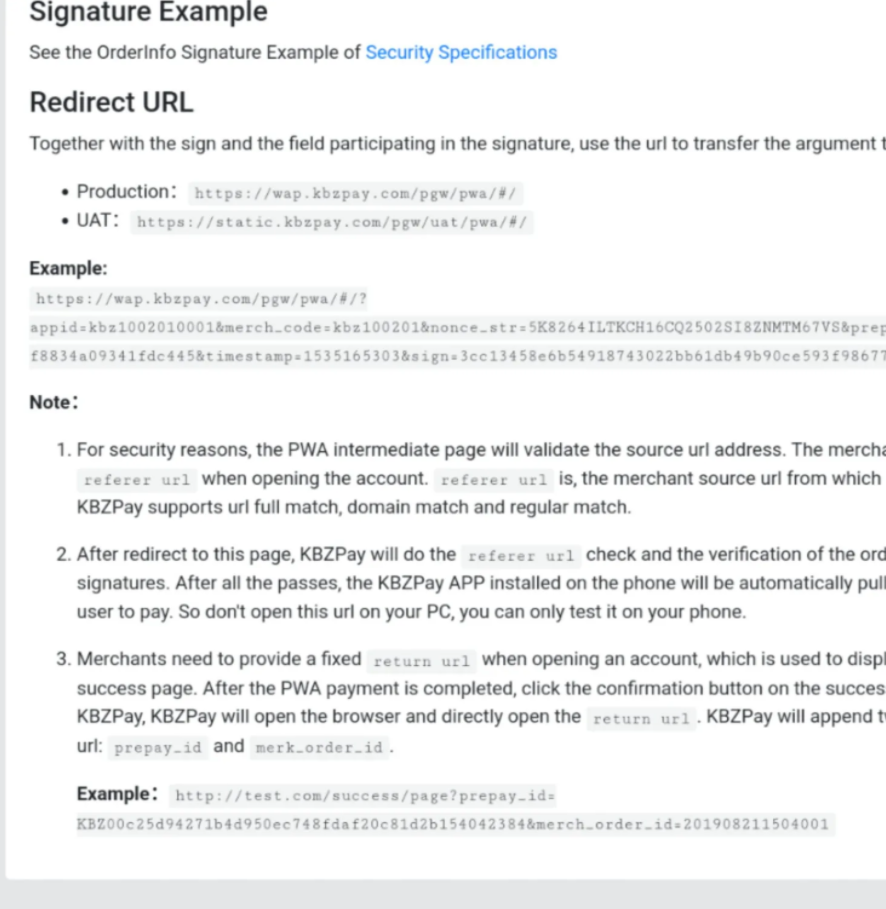 Signature Example
See the OrderInfo Signature Example of Security Specifications
Redirect URL
Together with the sign and the field participating in the signature, use the url to transfer the argument t
• Production： https://wap.kbzpay.com/pgw/pwa/#/
• UAT： https://static.kbzpay.com/pgw/uat/pwa/#/
Example:
https://wap.kbzpay.com/pgw/pwa/#/?
appid=kbz1002010001&merch_code=kbz100201&nonce_str=5K8264ILTKCH16CQ2502SI8ZNMTM67VS&prep
f8834a09341fdc445&timestamp=1535165303&sign=3cc13458e6b54918743022bb61db49b90ce593f98677
Note：
1. For security reasons, the PWA intermediate page will validate the source url address. The mercha
referer url when opening the account. referer url is, the merchant source url from which
KBZPay supports url full match, domain match and regular match.
2. After redirect to this page, KBZPay will do the referer url check and the verification of the ord
signatures. After all the passes, the KBZPay APP installed on the phone will be automatically pull
user to pay. So don't open this url on your PC, you can only test it on your phone.
3. Merchants need to provide a fixed return url when opening an account, which is used to displ
success page. After the PWA payment is completed, click the confirmation button on the succes
KBZPay, KBZPay will open the browser and directly open the return url. KBZPay will append tw
url: prepay_id and merk_order_id.
Example： http://test.com/success/page?prepay_id=
KBZ00c25d94271b4d950ec748fdaf20c81d2b154042384&merch_order_id=201908211504001